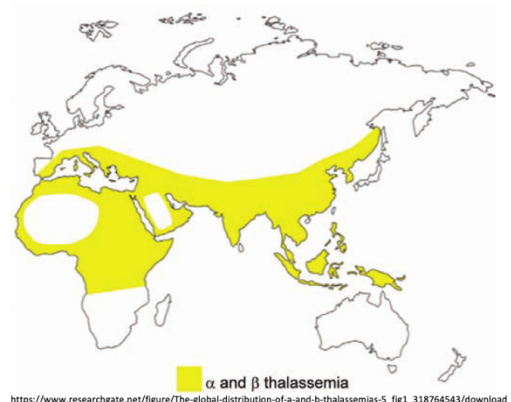 α and β thalassemia
https://www.researchgate.net/figure/The-global-distribution-of-a-and-b-thalassemias-5_fig1_318764543/download